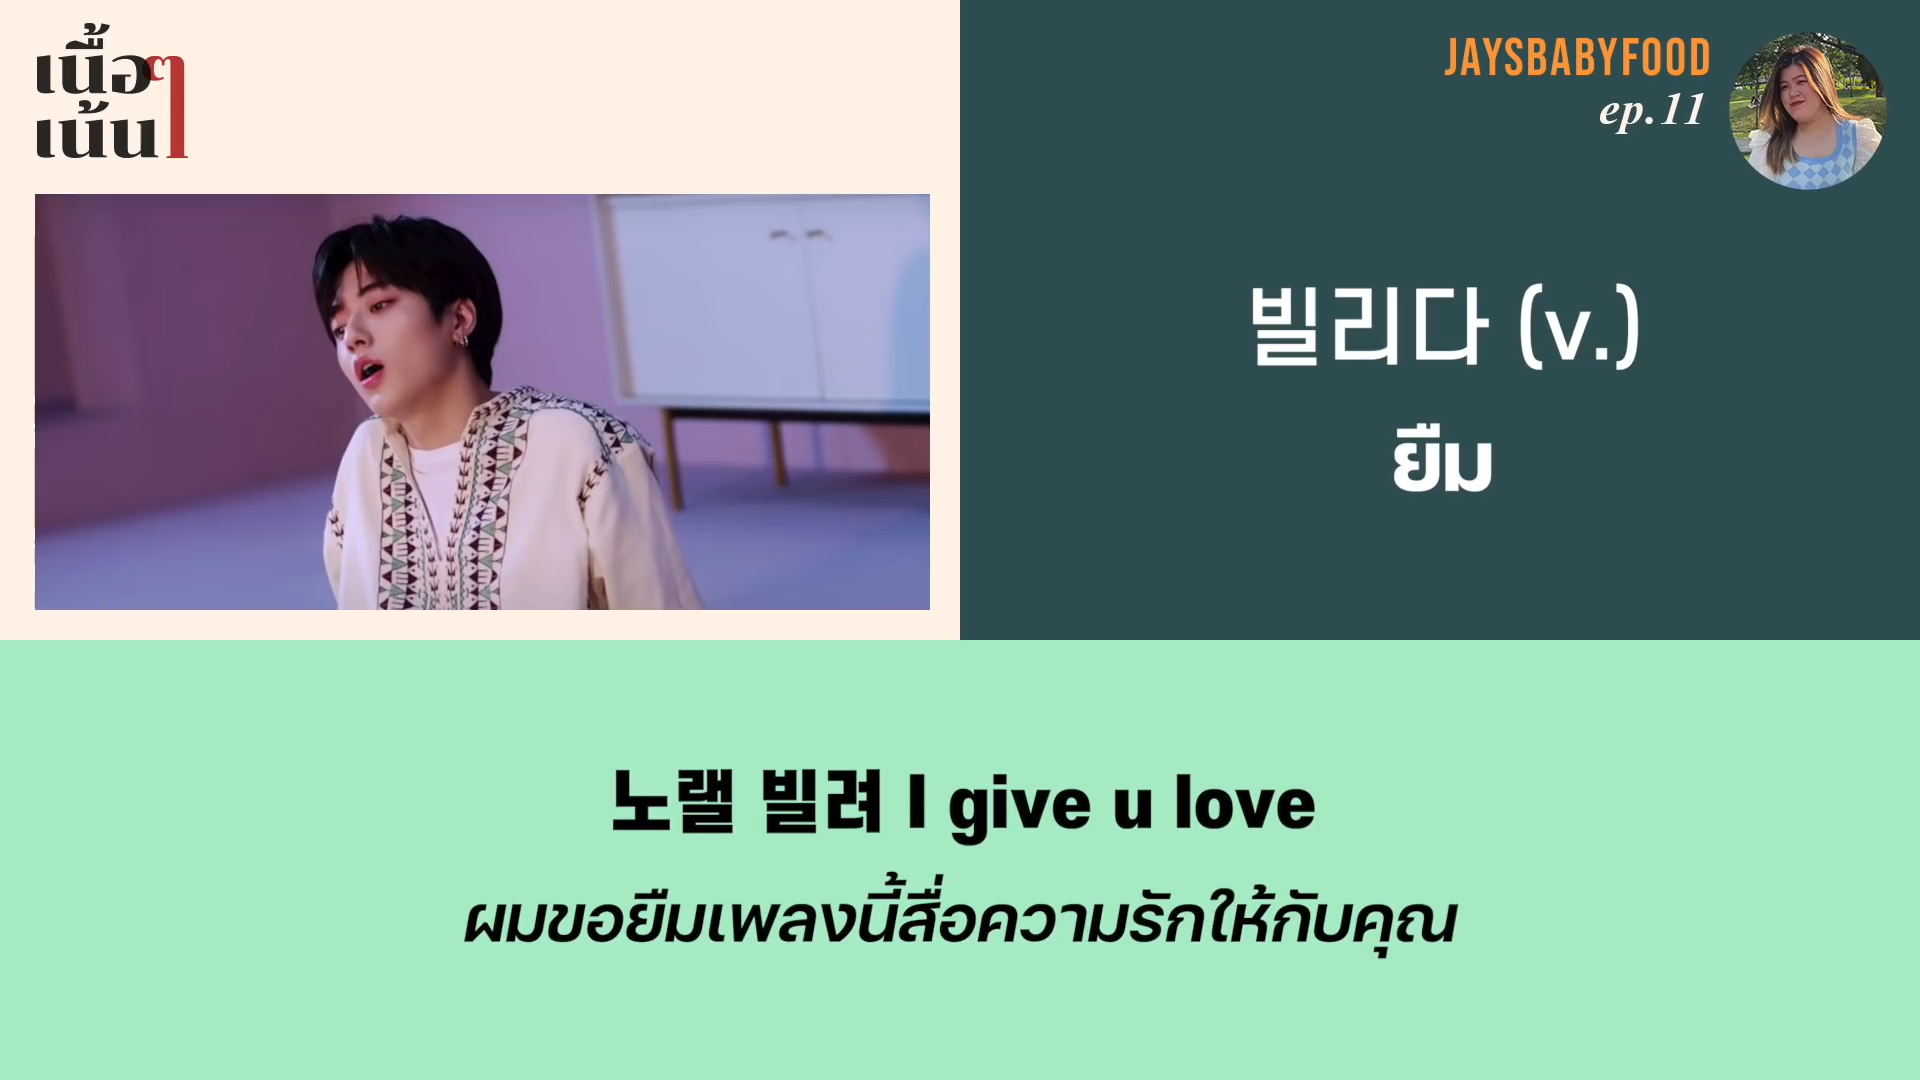 เนื้อๆ
เน้นๆ
JAYSBABYFOOD
ep.11
빌리다 (v.)
ยืม
노랠 빌려 I give u love
ผมขอยืมเพลงนี้สื่อความรักให้กับคุณ